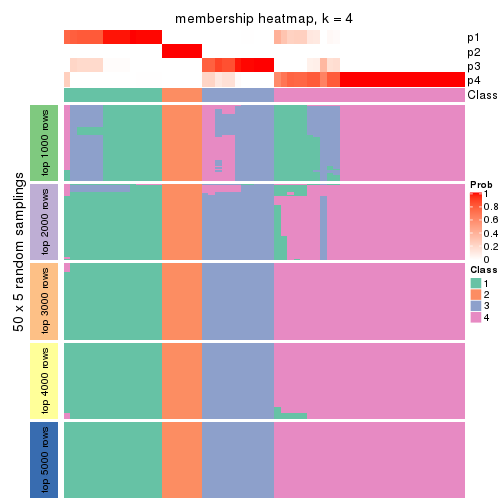 membership heatmap, k = 4
p1
p2
p3
p4
Class
50 x 5 random samplings
top 1000 rows
top 2000 rows
top 3000 rows
top 4000 rows
top 5000 rows
Prob
1
0.8
0.6
0.4
0.2
0
Class
1
2
3
4